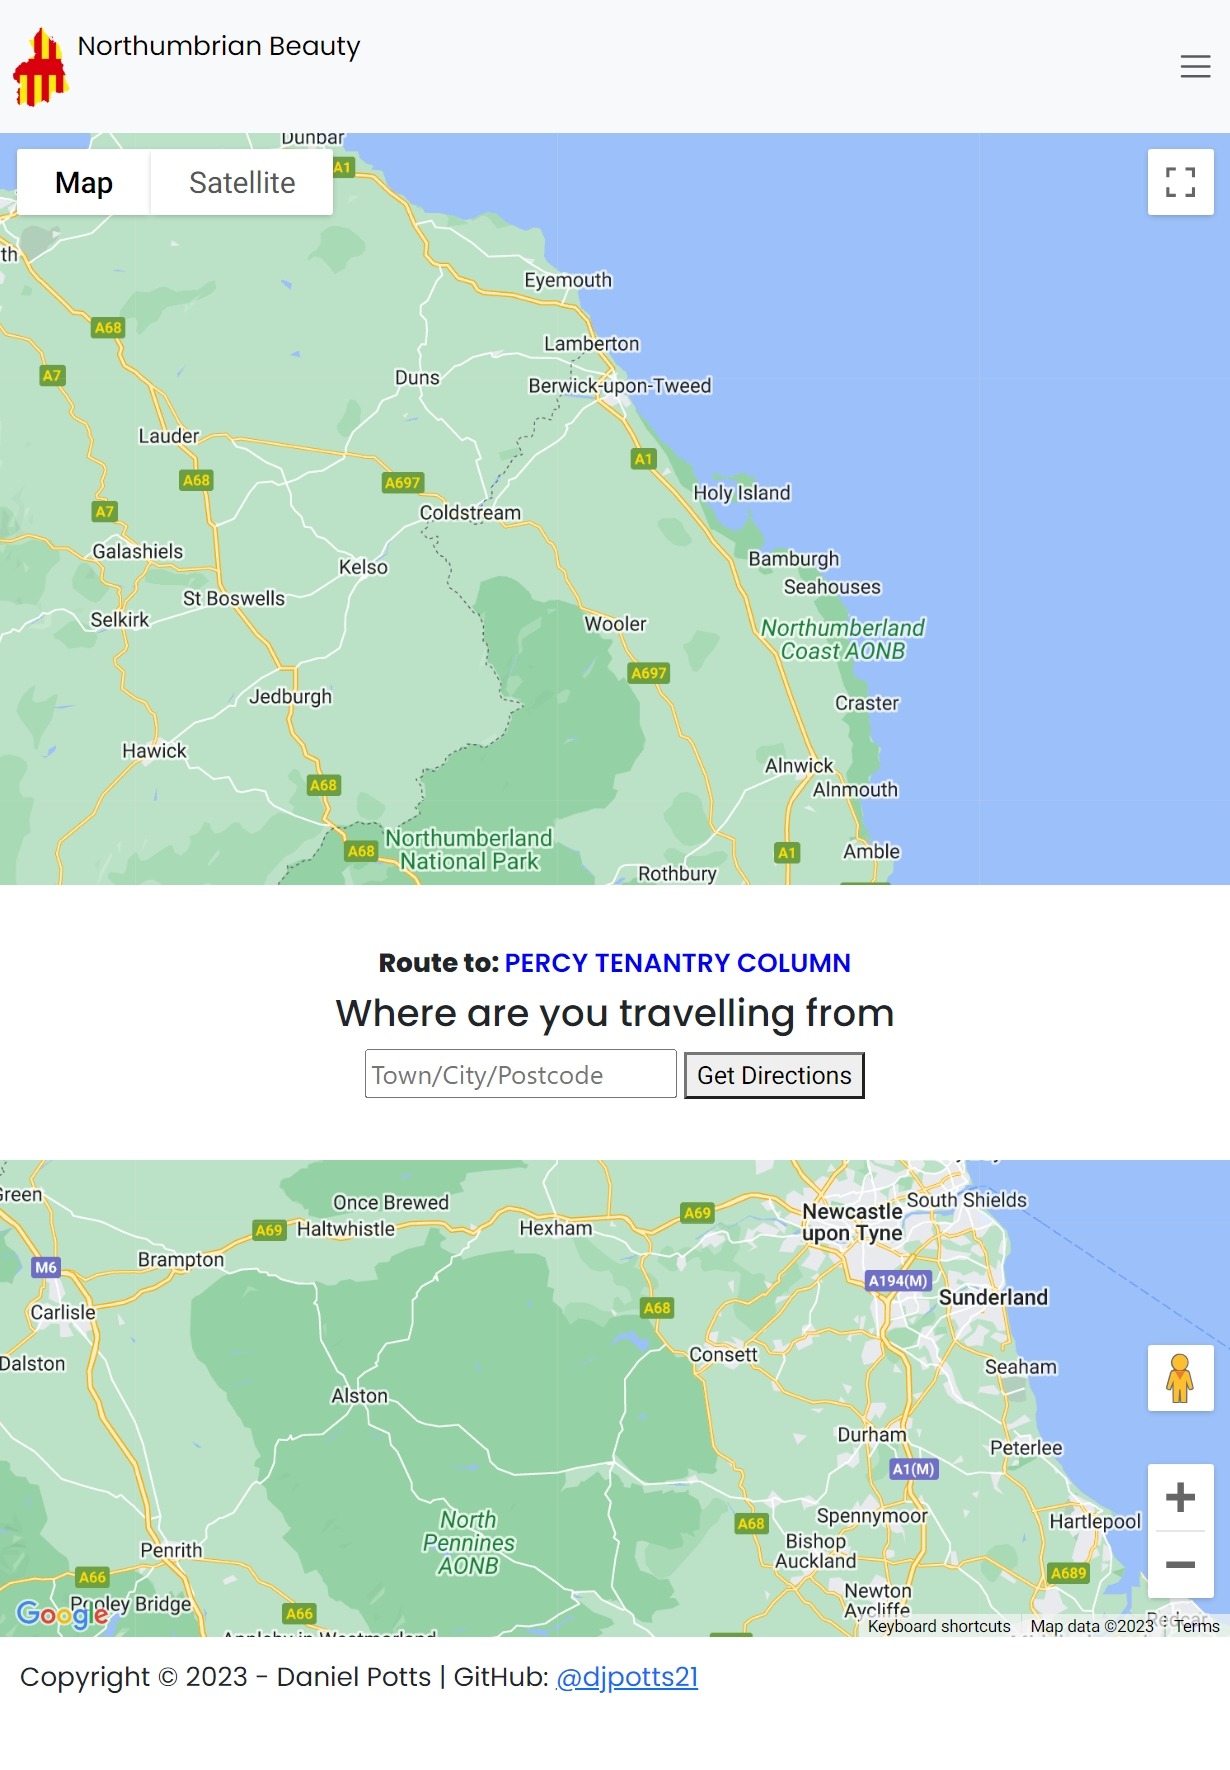 Northumbrian Beauty
Dunbar
Map
Satellite
A1
th
Eyemouth
A68
Lamberton
A7
Duns
Berwick-upon-Tweed
Lauder
A1
A68
A697
Holy Island
A7
Coldstream
Galashiels
Bamburgh
Kelso
Seahouses
St Boswells
Selkirk
Wooler
Northumberland
Coast AONB
A697
Jedburgh
Craster
Hawick
Alnwick
A68
Alnmouth
Northumberland
National Park
A68
A1
Amble
Rothbury
Route to: PERCY TENANTRY COLUMN
Where are you travelling from
Town/City/Postcode
Get Directions
Green
Once Brewed
South Shields
A69
Newcastle
upon Tyne
A69
Haltwhistle
Hexham
Brampton
M6
A194(M)
Carlisle
A68
Sunderland
Consett
Dalston
Seaham
Alston
Durham
Peterlee
A1(M)
North
Pennines
AONB
A68
Spennymoor
Hartlepool
Penrith
Bishop
Auckland
A66
A689
Newton
Aycliffe
Pooley Bridge
Google
A66
Redcar
Keyboard shortcuts
Map data ©2023
Terms
Appleby-in-Westmorland
Copyright © 2023 - Daniel Potts | GitHub: @djpotts21